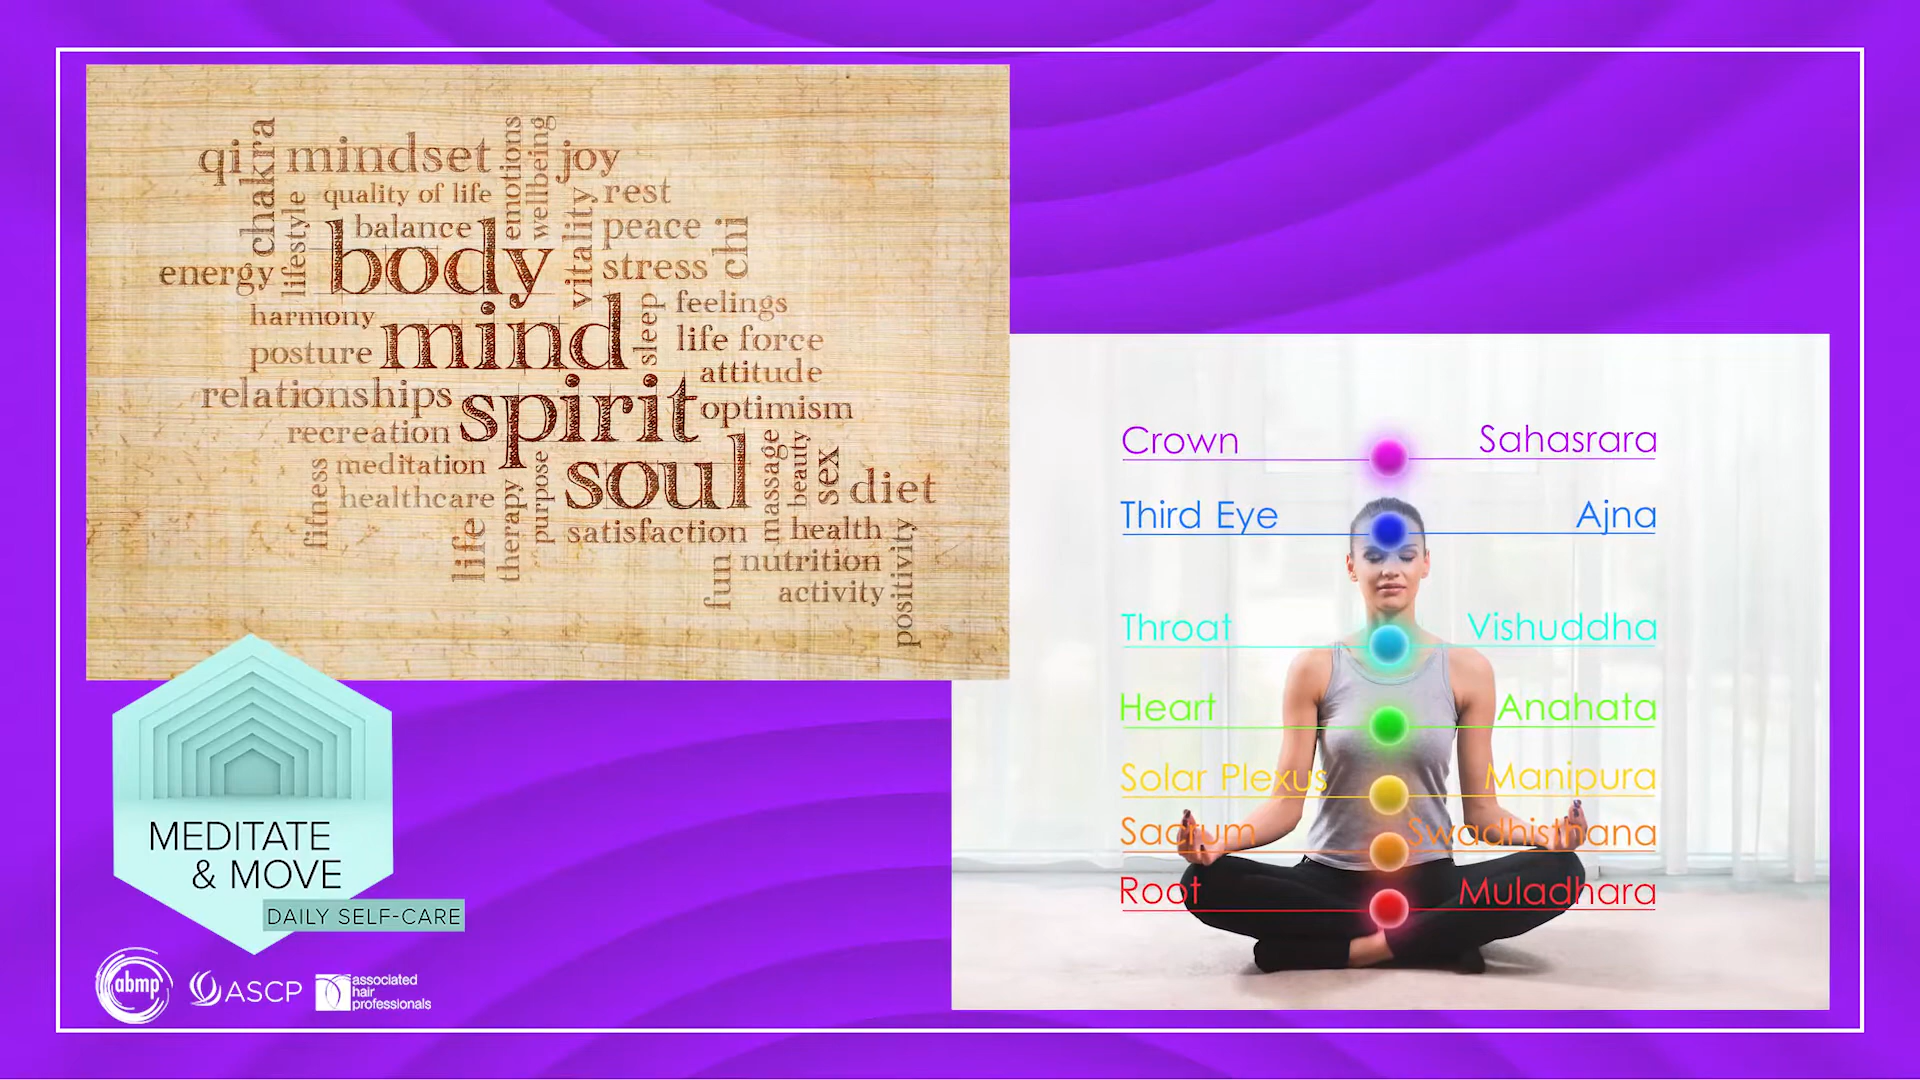 qi mindset joy
chakra
emotions
wellbeing
quality of life
rest
lifestyle
balance
vitality
peace
chi
energy
body
stress
harmony
mind
sleep
feelings
posture
life force
attitude
relationships
spirit
optimism
recreation
meditation
soul
massage
beauty
sex
diet
fitness
healthcare
purpose
therapy
life
satisfaction
health
fun
nutrition
activity
positivity
Crown Sahasrara
Third Eye Ajna
Throat Vishuddha
Heart Anahata
Solar Plexus Manipura
Sacrum Swadhisthana
Root Muladhara
MEDITATE
& MOVE
DAILY SELF-CARE
abmp
ASCP
associated
hair
professionals